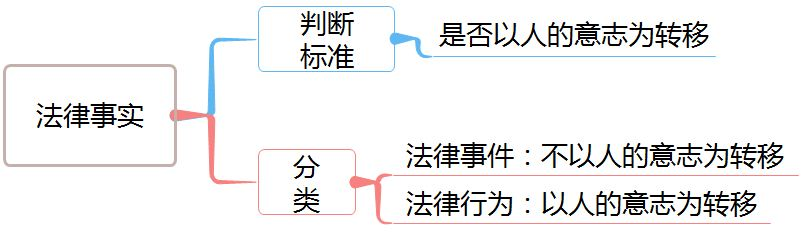 法律事实
判断
标准
是否以人的意志为转移
分
类
法律事件：不以人的意志为转移
法律行为：以人的意志为转移